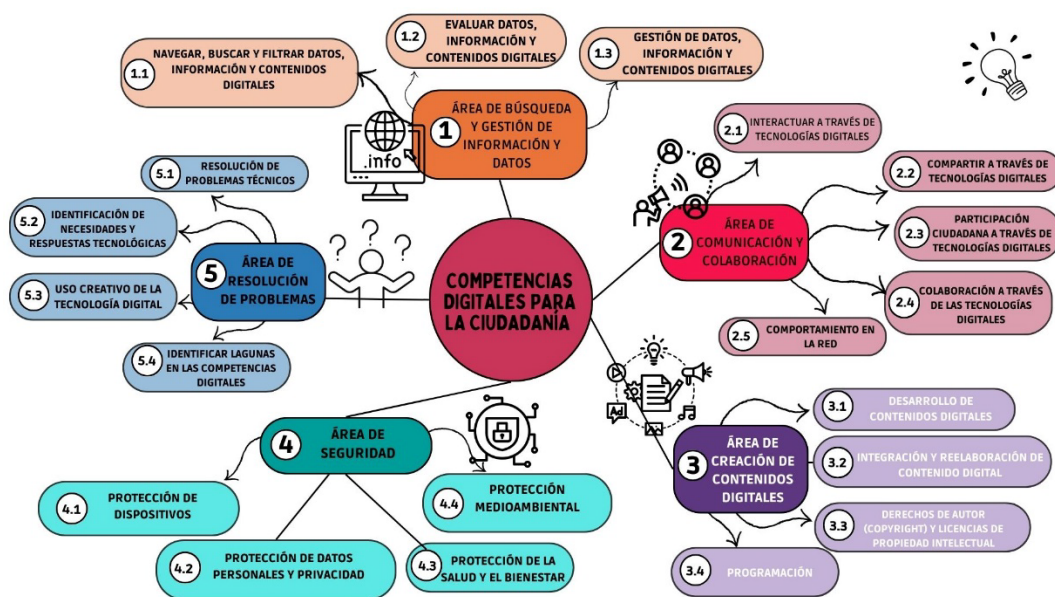 COMPETENCIAS
DIGITALES PARA
LA CIUDADANÍA
1
ÁREA DE BÚSQUEDA
Y GESTIÓN DE
INFORMACIÓN Y
DATOS
.info
1.1
NAVEGAR, BUSCAR Y FILTRAR DATOS,
INFORMACIÓN Y CONTENIDOS
DIGITALES
1.2
EVALUAR DATOS,
INFORMACIÓN Y
CONTENIDOS DIGITALES
1.3
GESTIÓN DE DATOS,
INFORMACIÓN Y
CONTENIDOS DIGITALES
2
ÁREA DE
COMUNICACIÓN Y
COLABORACIÓN
2.1
INTERACTUAR A TRAVÉS DE
TECNOLOGÍAS DIGITALES
2.2
COMPARTIR A TRAVÉS DE
TECNOLOGÍAS DIGITALES
2.3
PARTICIPACIÓN
CIUDADANA A TRAVÉS DE
TECNOLOGÍAS DIGITALES
2.4
COLABORACIÓN A TRAVÉS
DE LAS TECNOLOGÍAS
DIGITALES
2.5
COMPORTAMIENTO EN
LA RED
3
ÁREA DE
CREACIÓN DE
CONTENIDOS
DIGITALES
Ad
3.1
DESARROLLO DE
CONTENIDOS DIGITALES
3.2
INTEGRACIÓN Y REELABORACIÓN DE
CONTENIDO DIGITAL
3.3
DERECHOS DE AUTOR
(COPYRIGHT) Y LICENCIAS DE
PROPIEDAD INTELECTUAL
3.4
PROGRAMACIÓN
4
ÁREA DE
SEGURIDAD
4.1
PROTECCIÓN DE
DISPOSITIVOS
4.2
PROTECCIÓN DE DATOS
PERSONALES Y PRIVACIDAD
4.3
PROTECCIÓN DE LA
SALUD Y EL BIENESTAR
4.4
PROTECCIÓN
MEDIOAMBIENTAL
5
ÁREA DE
RESOLUCIÓN
DE PROBLEMAS
? ? ?
5.1
RESOLUCIÓN DE
PROBLEMAS TÉCNICOS
5.2
IDENTIFICACIÓN DE
NECESIDADES Y
RESPUESTAS TECNOLÓGICAS
5.3
USO CREATIVO DE LA
TECNOLOGÍA DIGITAL
5.4
IDENTIFICAR LAGUNAS
EN LAS COMPETENCIAS
DIGITALES